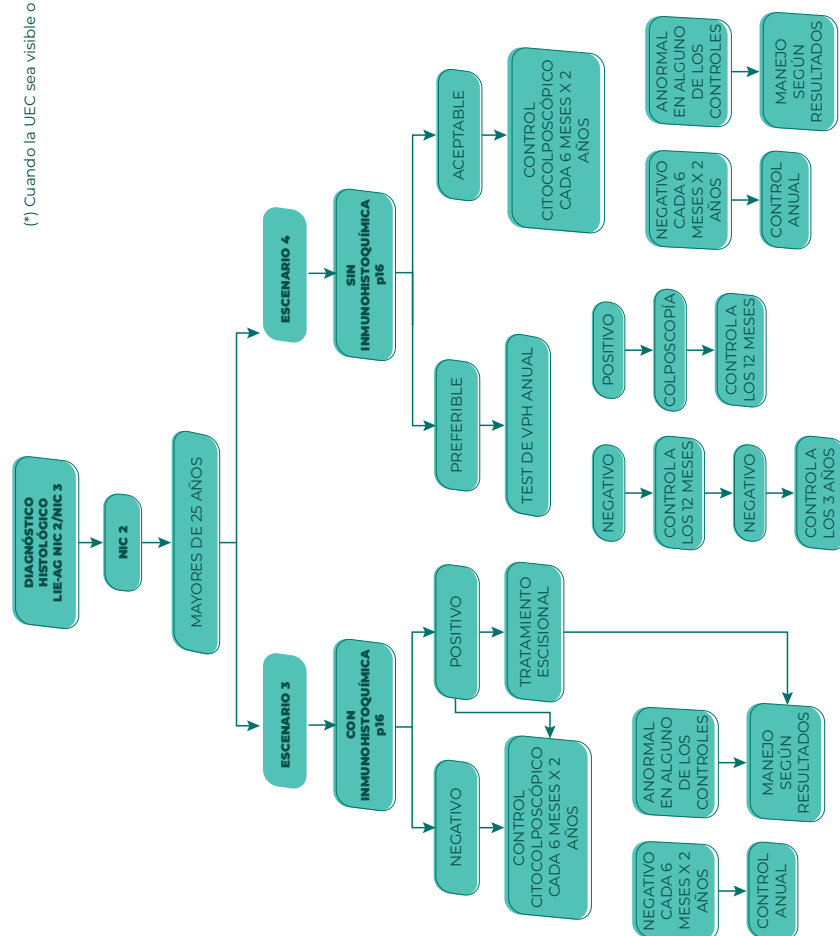 (*) Cuando la UEC sea visible o
DIAGNÓSTICO
HISTOLÓGICO
LIE-AG NIC 2/NIC 3
NIC 2
MAYORES DE 25 AÑOS
ESCENARIO 3
CON
INMUNOHISTOQUÍMICA
p16
NEGATIVO
CONTROL
CITOCOLPOSCÓPICO
CADA 6 MESES X 2
AÑOS
NEGATIVO
CADA 6
MESES X 2
AÑOS
CONTROL
ANUAL
ANORMAL
EN ALGUNO
DE LOS
CONTROLES
MANEJO
SEGÚN
RESULTADOS
POSITIVO
TRATAMIENTO
ESCISIONAL
ESCENARIO 4
SIN
INMUNOHISTOQUÍMICA
p16
PREFERIBLE
TEST DE VPH ANUAL
NEGATIVO
CONTROL A
LOS 12 MESES
NEGATIVO
CONTROL A
LOS 3 AÑOS
POSITIVO
COLPOSCOPÍA
CONTROL A
LOS 12 MESES
ACEPTABLE
CONTROL
CITOCOLPOSCÓPICO
CADA 6 MESES X 2
AÑOS
NEGATIVO
CADA 6
MESES X 2
AÑOS
CONTROL
ANUAL
ANORMAL
EN ALGUNO
DE LOS
CONTROLES
MANEJO
SEGÚN
RESULTADOS